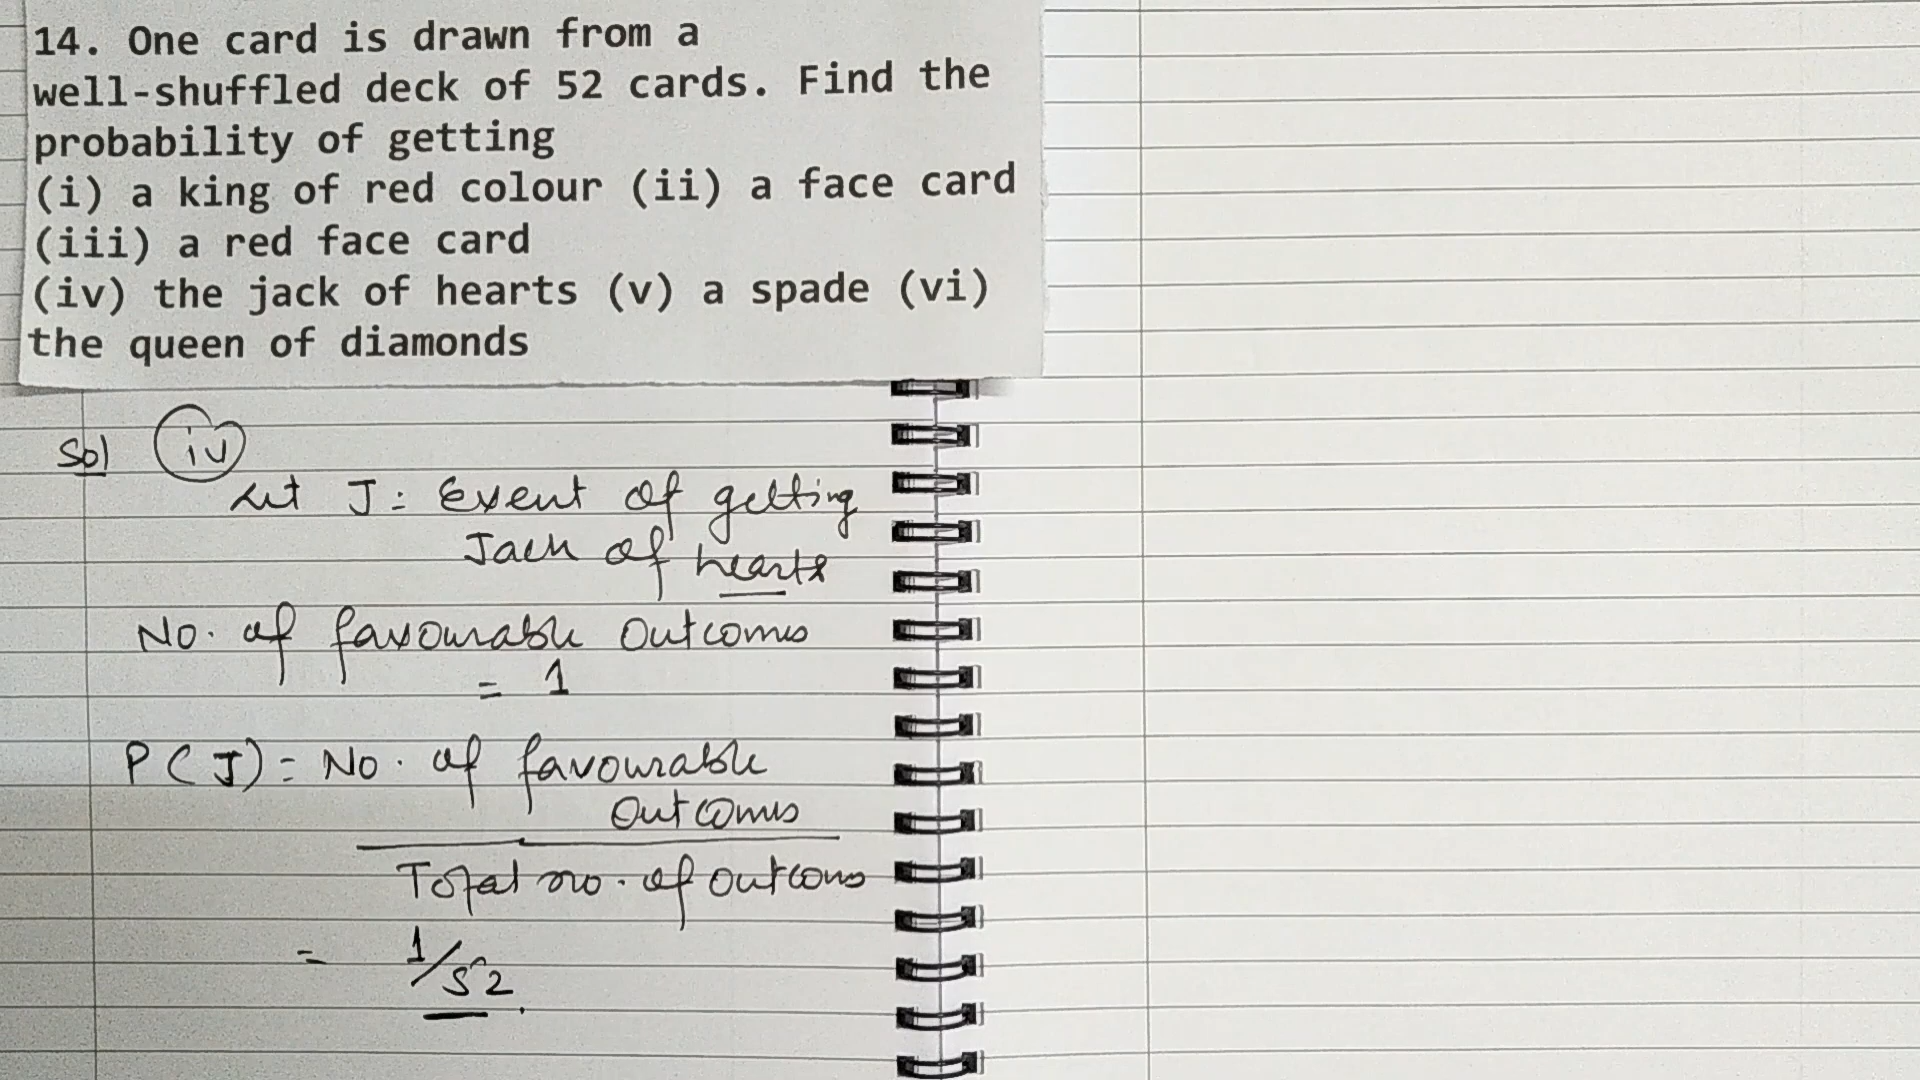 14. One card is drawn from a
well-shuffled deck of 52 cards. Find the
probability of getting
(i) a king of red colour (ii) a face card
(iii) a red face card
(iv) the jack of hearts (v) a spade (vi)
the queen of diamonds
Sol iv
Let J: Event of getting
Jack of hearts
No. of favourable Outcomes
= 1
P(J) = No. of favourable
Outcomes
Total no. of outcomes
= 1/52.